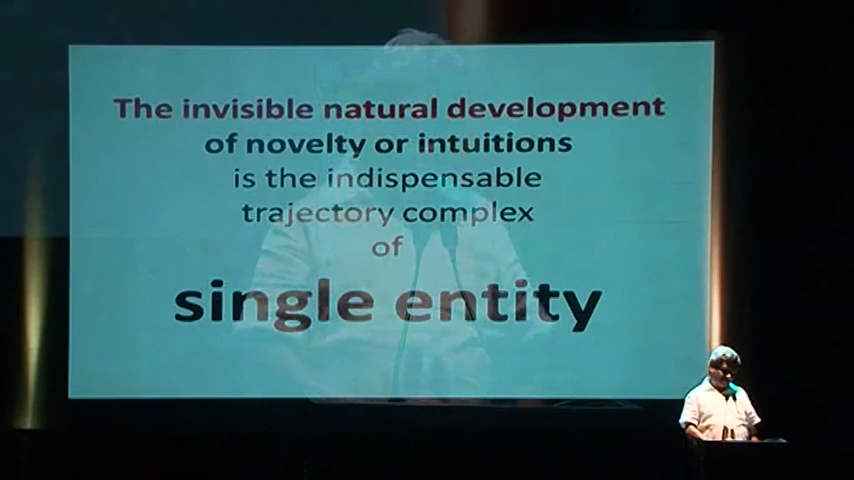 The invisible natural development
of novelty or intuitions
is the indispensable
trajectory complex
of
single entity